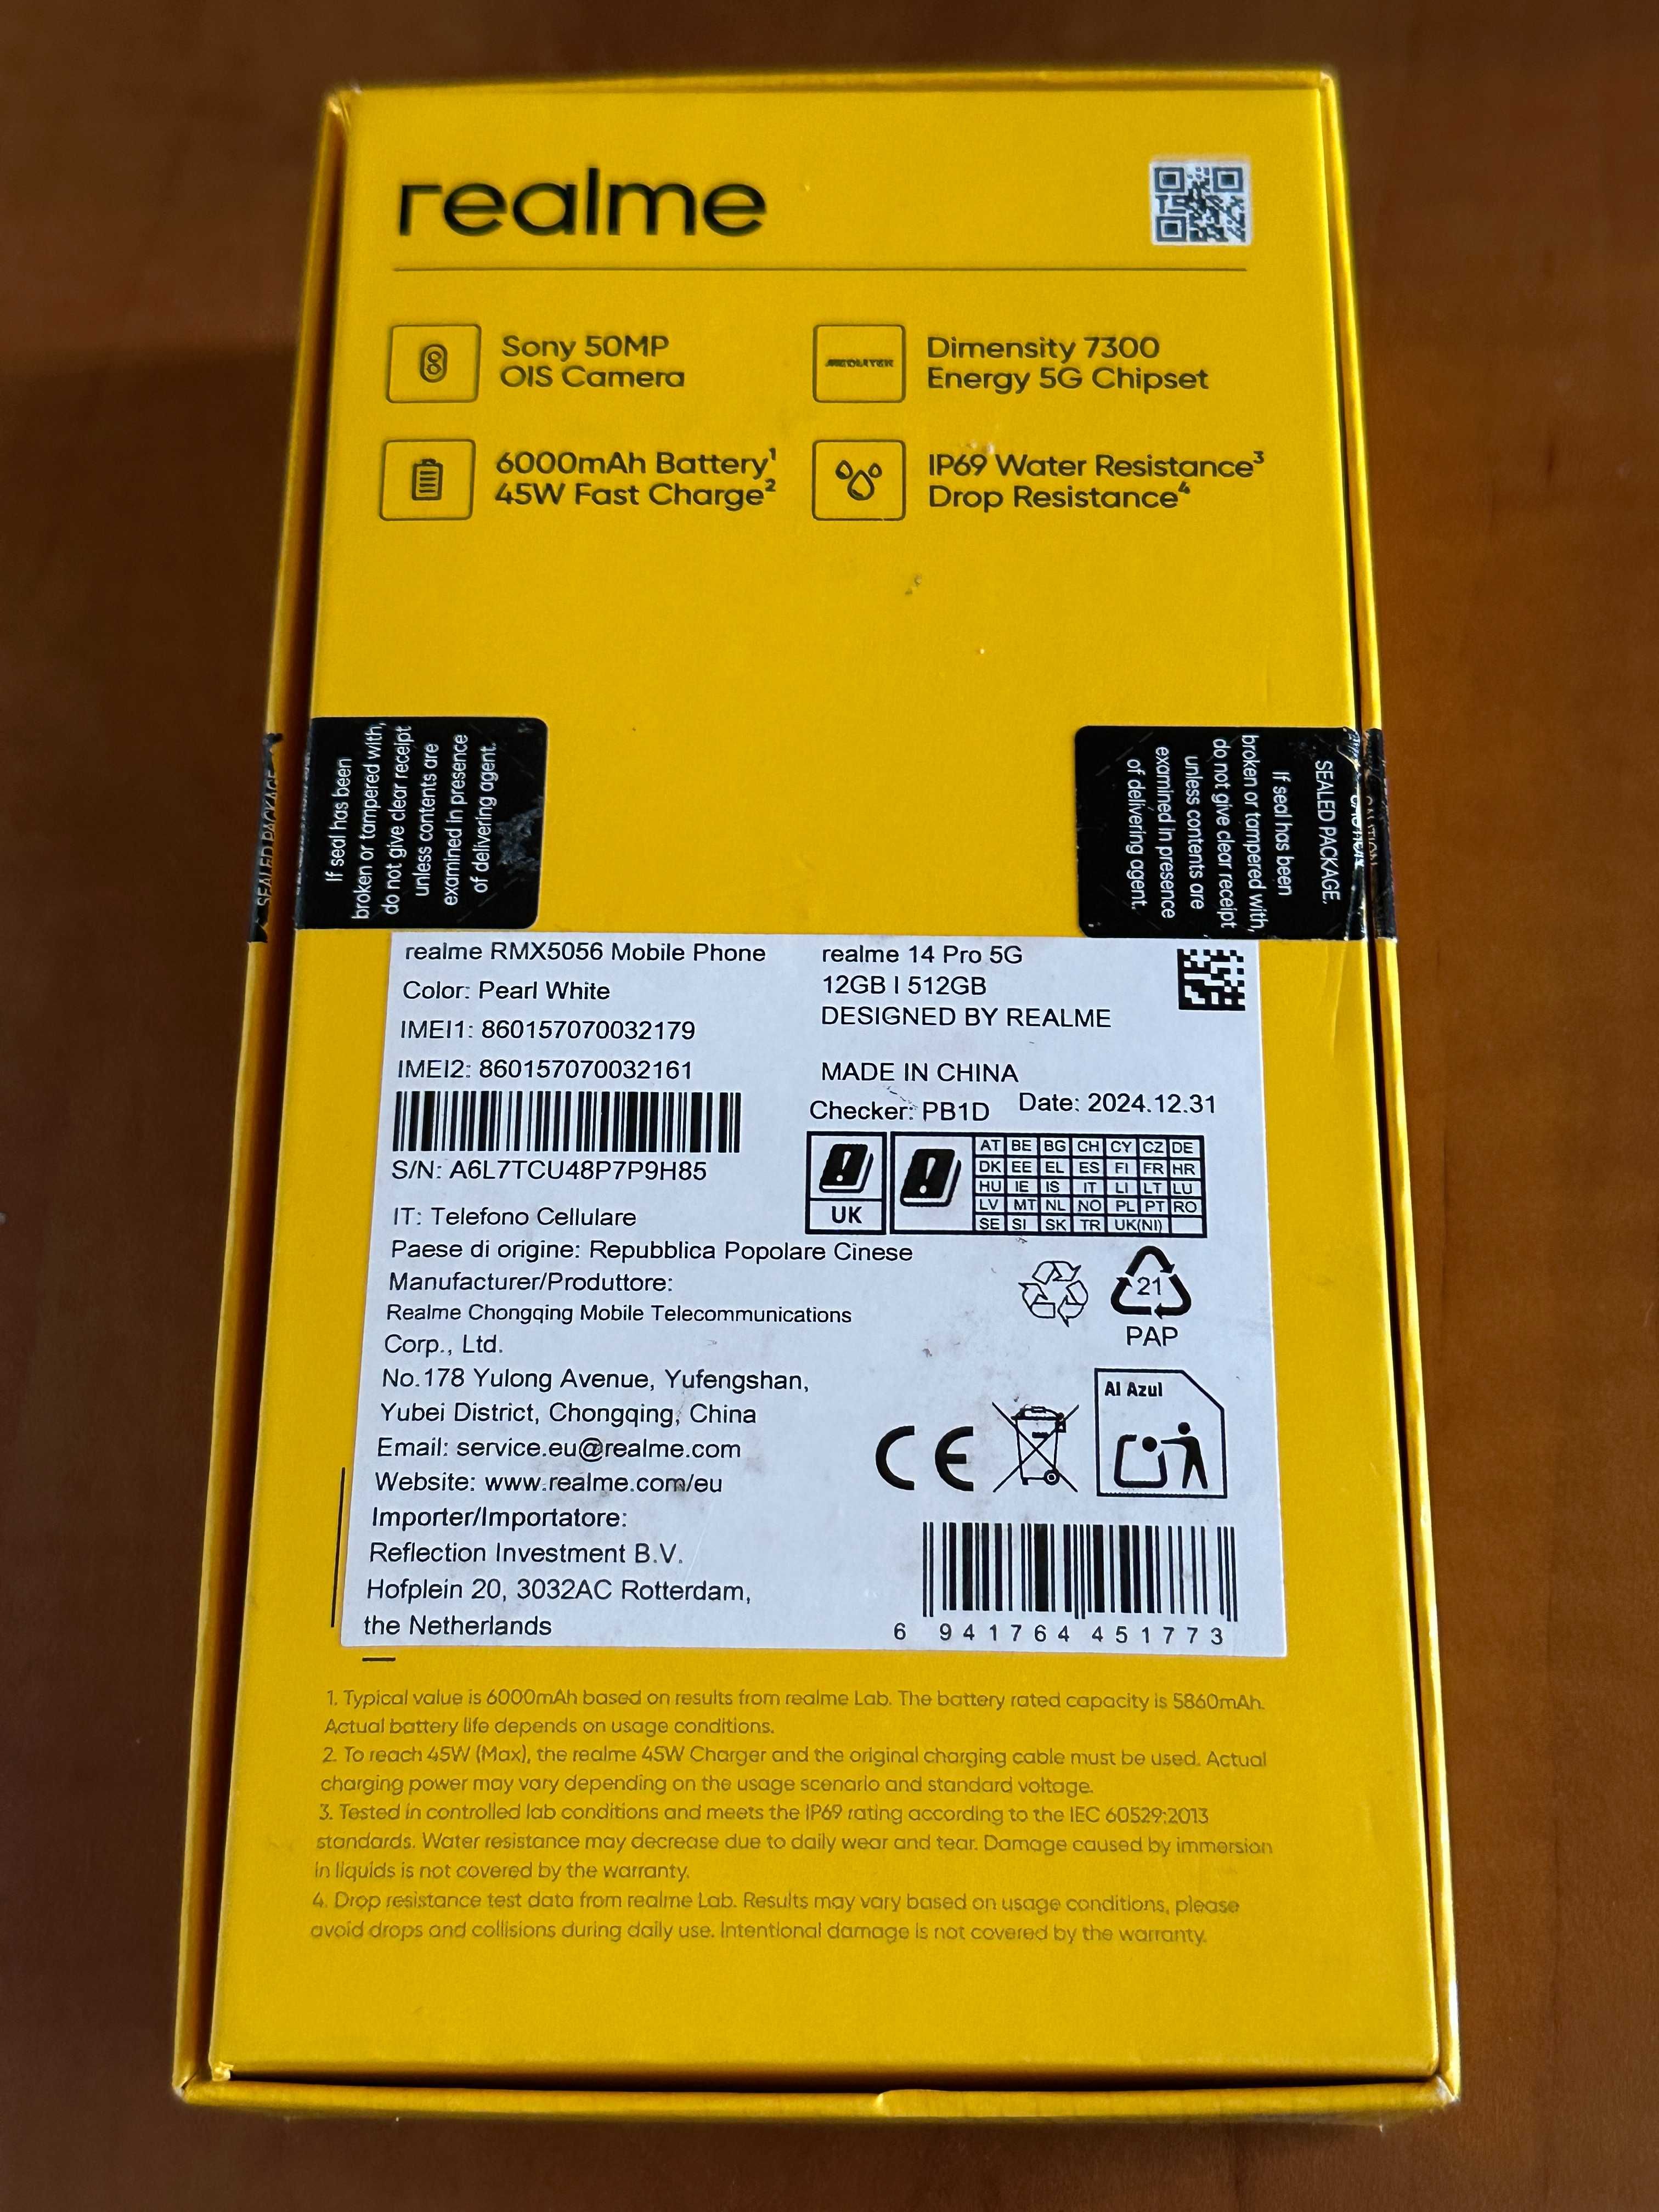 realme
Sony 50MP
OIS Camera
MEDIATEK
Dimensity 7300
Energy 5G Chipset
6000mAh Battery¹
45W Fast Charge²
IP69 Water Resistance³
Drop Resistance⁴
SEALED PACKAGE
If seal has been
broken or tampered with,
do not give clear receipt
unless contents are
examined in presence
of delivering agent.
CAUTION
SEALED PACKAGE.
If seal has been
broken or tampered with,
do not give clear receipt
unless contents are
examined in presence
of delivering agent.
realme RMX5056 Mobile Phone
Color: Pearl White
IMEI1: 860157070032179
IMEI2: 860157070032161
S/N: A6L7TCU48P7P9H85
realme 14 Pro 5G
12GB | 512GB
DESIGNED BY REALME
MADE IN CHINA
Checker: PB1D Date: 2024.12.31
UK
AT BE BG CH CY CZ DE
DK EE EL ES FI FR HR
HU IE IS IT LI LT LU
LV MT NL NO PL PT RO
SE SI SK TR UK(NI)
IT: Telefono Cellulare
Paese di origine: Repubblica Popolare Cinese
Manufacturer/Produttore:
Realme Chongqing Mobile Telecommunications
Corp., Ltd.
No.178 Yulong Avenue, Yufengshan,
Yubei District, Chongqing, China
Email: service.eu@realme.com
Website: www.realme.com/eu
Importer/Importatore:
Reflection Investment B.V.
Hofplein 20, 3032AC Rotterdam,
the Netherlands
21
PAP
Al Azul
CE
6 941764 451773
1. Typical value is 6000mAh based on results from realme Lab. The battery rated capacity is 5860mAh.
Actual battery life depends on usage conditions.
2. To reach 45W (Max), the realme 45W Charger and the original charging cable must be used. Actual
charging power may vary depending on the usage scenario and standard voltage.
3. Tested in controlled lab conditions and meets the IP69 rating according to the IEC 60529:2013
standards. Water resistance may decrease due to daily wear and tear. Damage caused by immersion
in liquids is not covered by the warranty.
4. Drop resistance test data from realme Lab. Results may vary based on usage conditions, please
avoid drops and collisions during daily use. Intentional damage is not covered by the warranty.